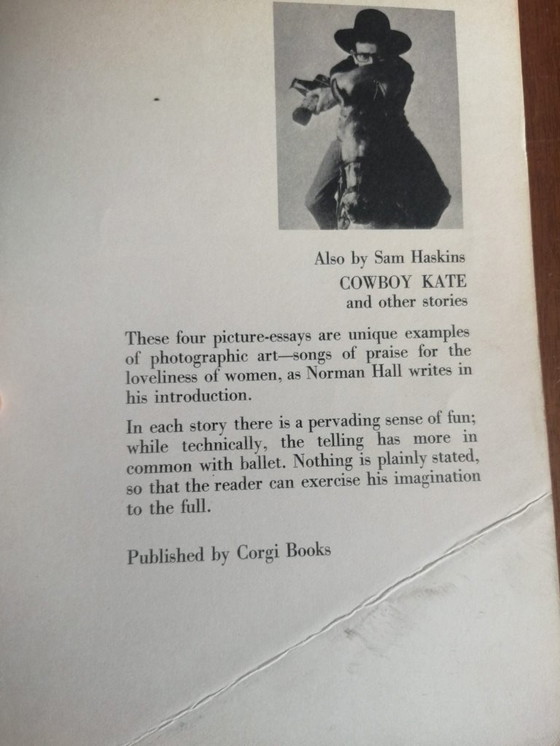 Also by Sam Haskins
COWBOY KATE
and other stories
These four picture-essays are unique examples
of photographic art—songs of praise for the
loveliness of women, as Norman Hall writes in
his introduction.
In each story there is a pervading sense of fun;
while technically, the telling has more in
common with ballet. Nothing is plainly stated,
so that the reader can exercise his imagination
to the full.
Published by Corgi Books